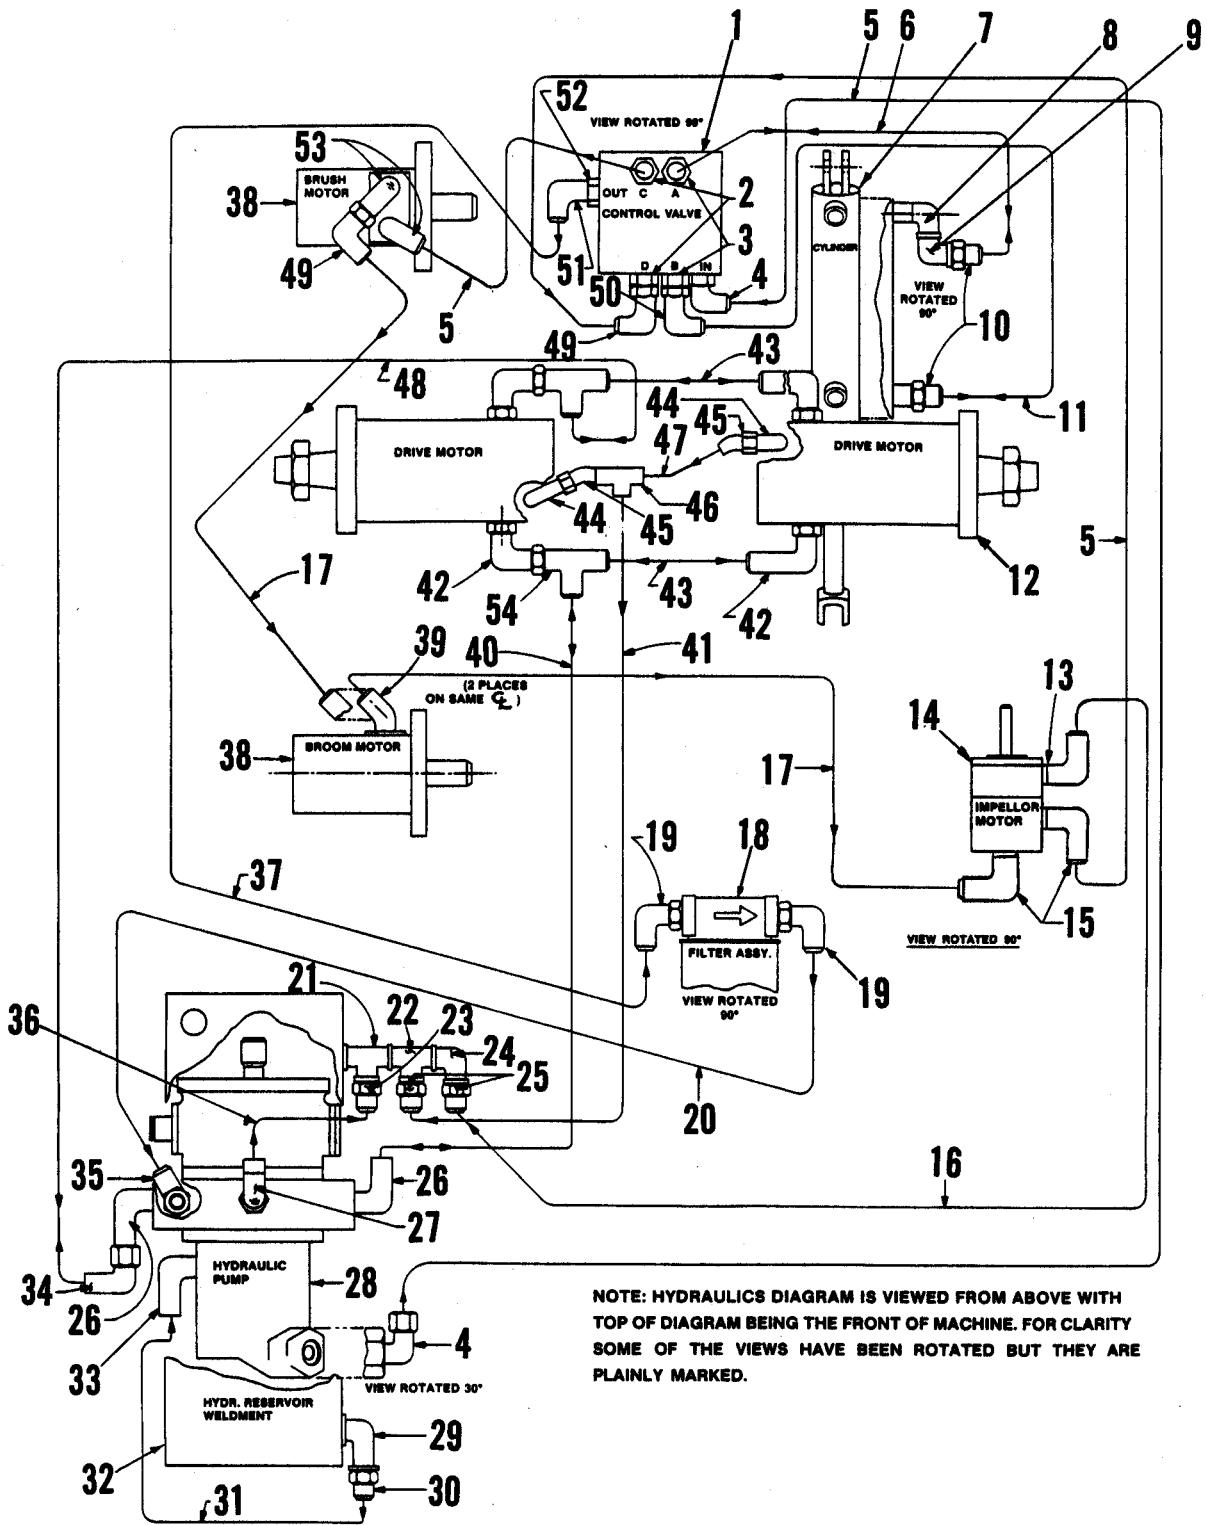 1
5
6
7
8
9
52
VIEW ROTATED 90°
53
BRUSH
MOTOR
38
OUT
C
A
2
CONTROL VALVE
CYLINDER
3
49
51
D
B
IN
4
50
VIEW
ROTATED
90°
10
5
49
43
48
44
45
11
47
DRIVE MOTOR
DRIVE MOTOR
46
44
45
5
17
42
54
43
12
42
40
41
39
(2 PLACES
ON SAME ℄)
13
14
38
BROOM MOTOR
17
IMPELLOR
MOTOR
19
18
37
15
VIEW ROTATED 90°
FILTER ASSY.
19
VIEW ROTATED
90°
21
22
23
36
24
25
20
35
26
16
27
HYDRAULIC
PUMP
28
34
26
33
4
NOTE: HYDRAULICS DIAGRAM IS VIEWED FROM ABOVE WITH
TOP OF DIAGRAM BEING THE FRONT OF MACHINE. FOR CLARITY
SOME OF THE VIEWS HAVE BEEN ROTATED BUT THEY ARE
PLAINLY MARKED.
VIEW ROTATED 30°
HYDR. RESERVOIR
WELDMENT
29
32
30
31